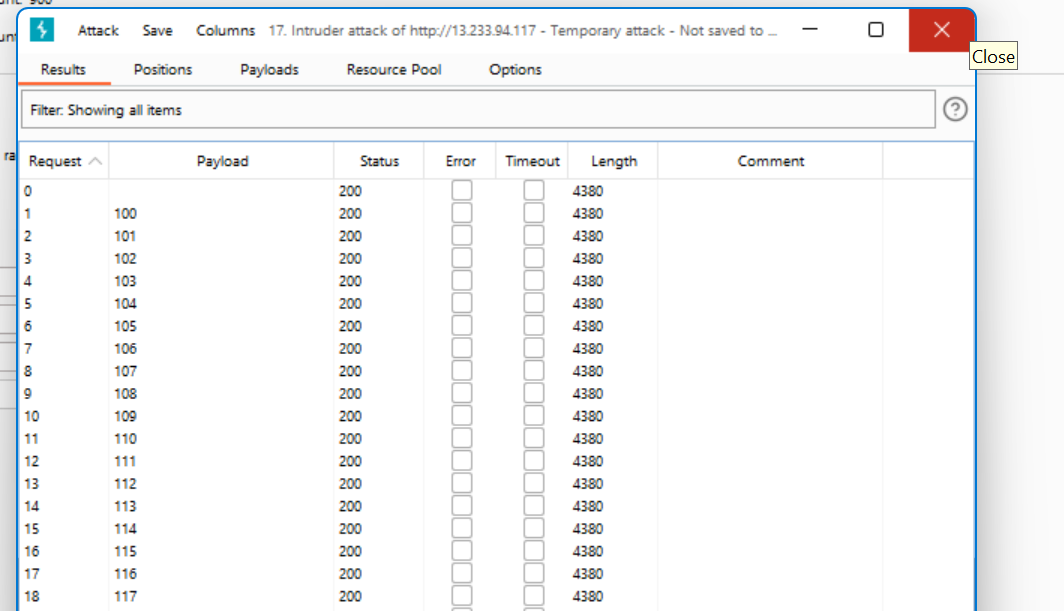 Attack Save Columns 17. Intruder attack of http://13.233.94.117 - Temporary attack - Not saved to ...
Close
Results Positions Payloads Resource Pool Options
Filter: Showing all items
?
Request Payload Status Error Timeout Length Comment
0 200 4380
1 100 200 4380
2 101 200 4380
3 102 200 4380
4 103 200 4380
5 104 200 4380
6 105 200 4380
7 106 200 4380
8 107 200 4380
9 108 200 4380
10 109 200 4380
11 110 200 4380
12 111 200 4380
13 112 200 4380
14 113 200 4380
15 114 200 4380
16 115 200 4380
17 116 200 4380
18 117 200 4380